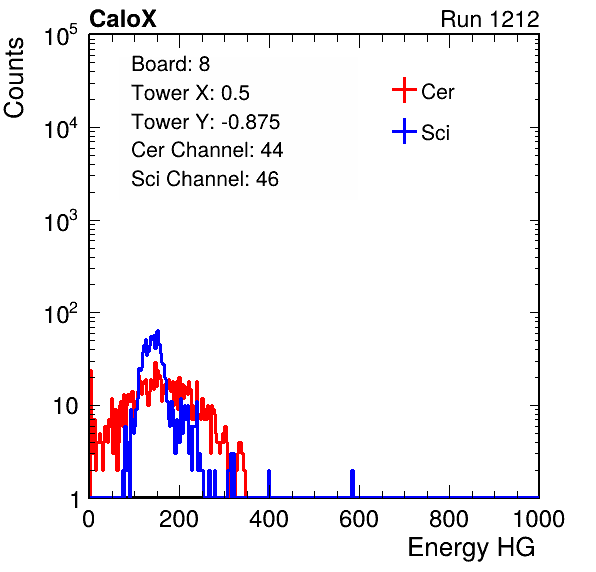 CaloX Run 1212
Counts
Board: 8
Tower X: 0.5
Tower Y: -0.875
Cer Channel: 44
Sci Channel: 46
Cer
Sci
10^5
10^4
10^3
10^2
10
1
0 200 400 600 800 1000
Energy HG